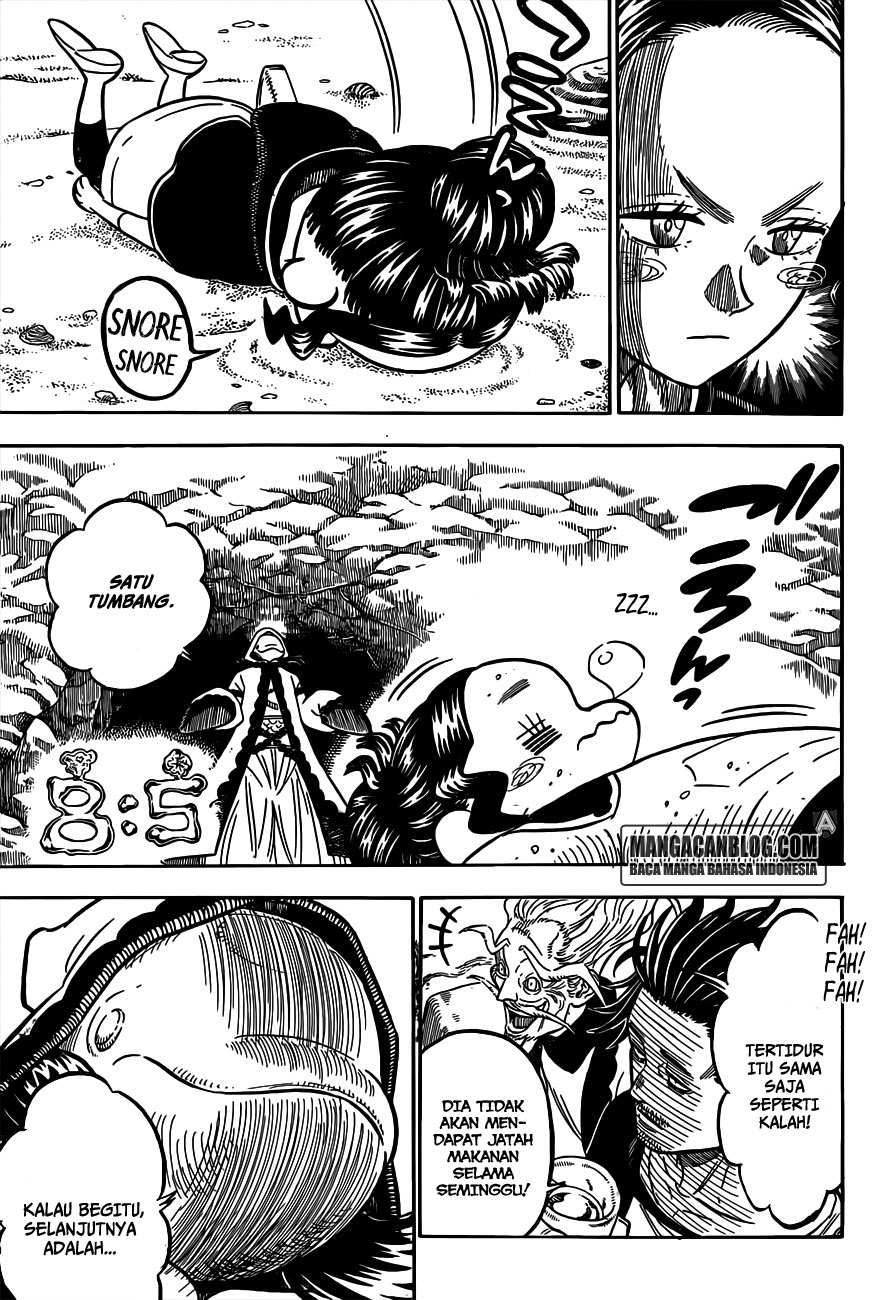 SNORE
SNORE
SATU
TUMBANG.
ZZZ...
8:5
MANGACANBLOG.COM
BACA MANGA BAHASA INDONESIA
FAH!
FAH!
FAH!
TERTIDUR
ITU SAMA
SAJA
SEPERTI
KALAH!
DIA TIDAK
AKAN MEN-
DAPAT JATAH
MAKANAN
SELAMA
SEMINGGU!
KALAU BEGITU,
SELANJUTNYA
ADALAH...